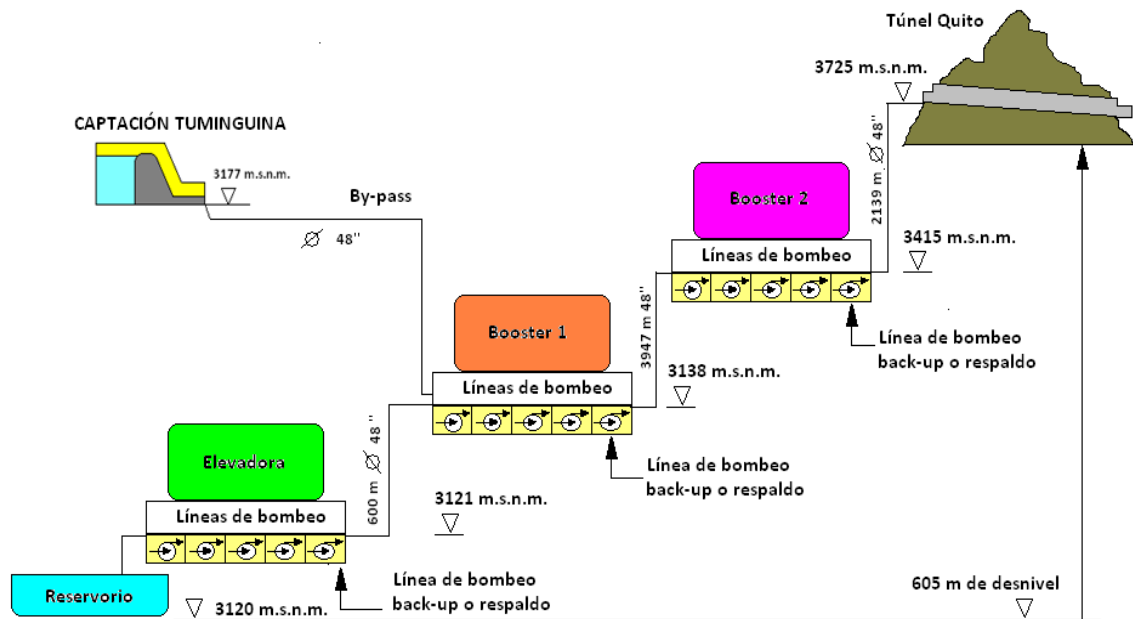 Túnel Quito
3725 m.s.n.m.
CAPTACIÓN TUMINGUINA
3177 m.s.n.m.
By-pass
48"
2139 m. 48"
Booster 2
Líneas de bombeo
3415 m.s.n.m.
Línea de bombeo
back-up o respaldo
3947 m 48"
Booster 1
Líneas de bombeo
3138 m.s.n.m.
Línea de bombeo
back-up o respaldo
600 m 48"
Elevadora
Líneas de bombeo
3121 m.s.n.m.
Línea de bombeo
back-up o respaldo
Reservorio
3120 m.s.n.m.
605 m de desnivel